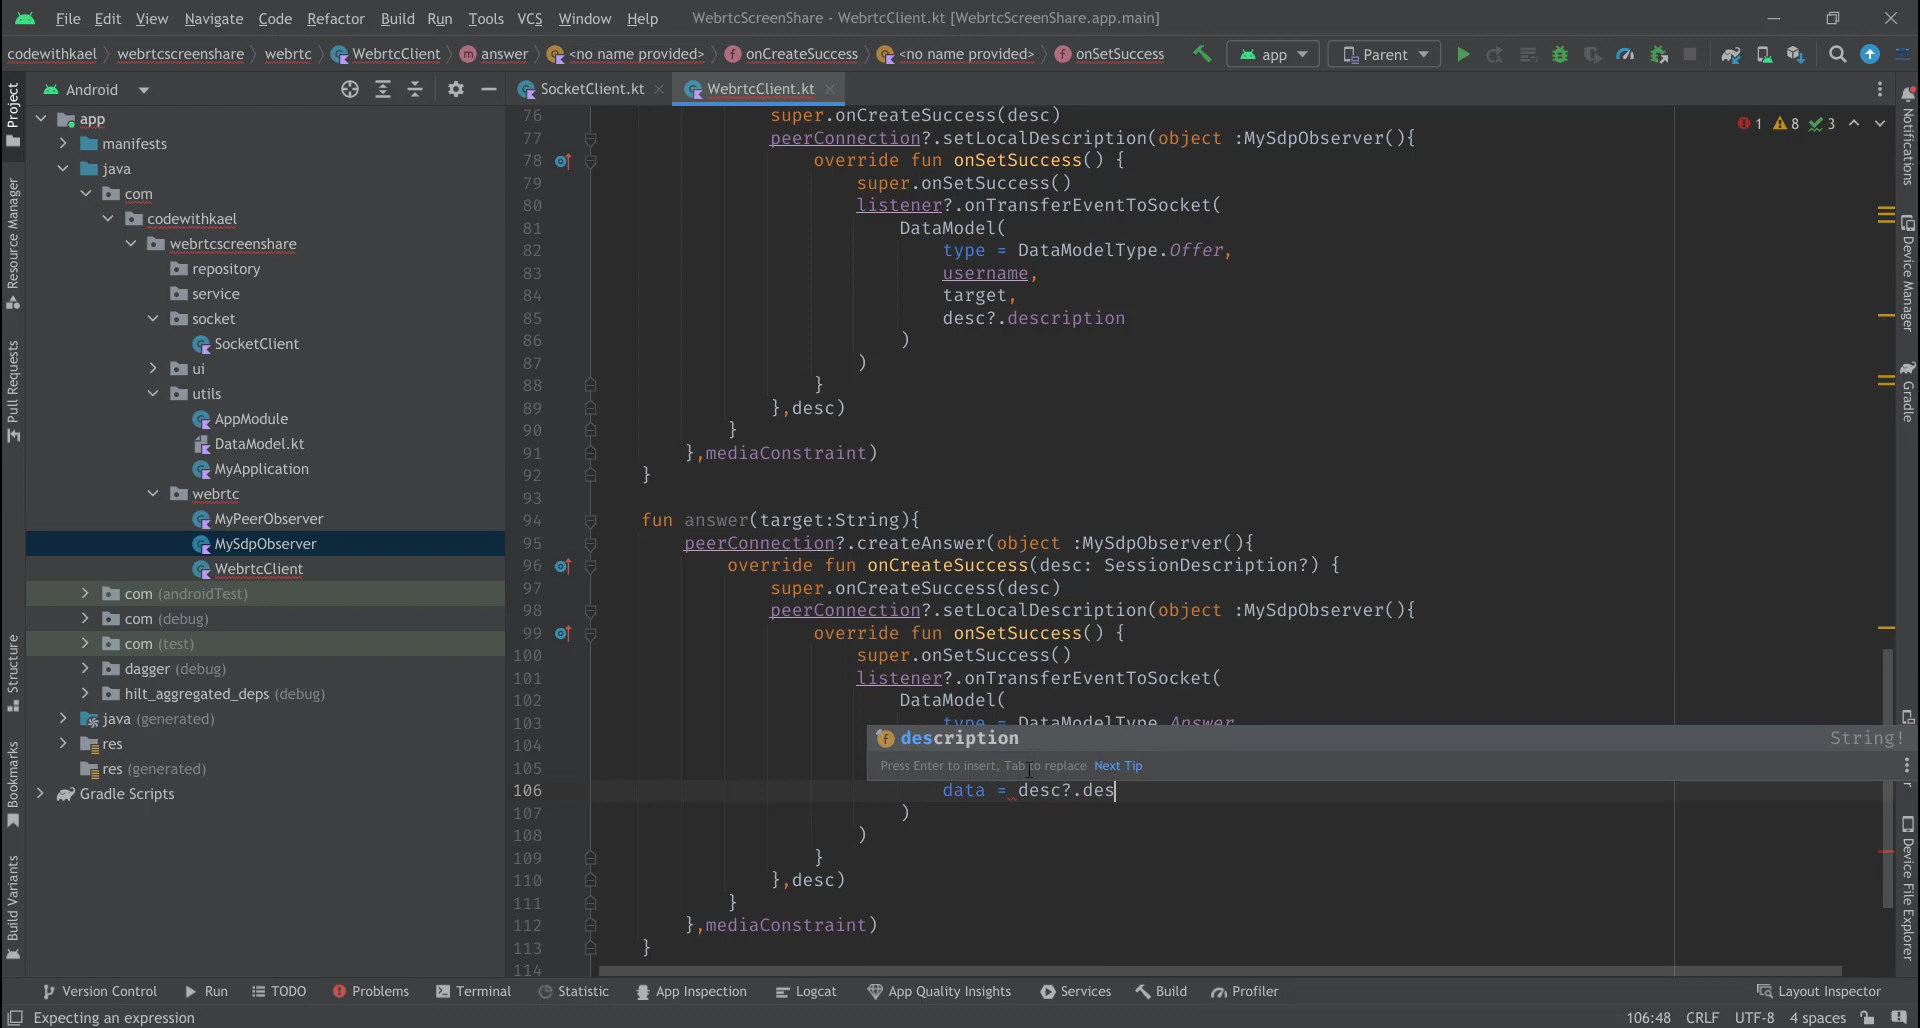 File Edit View Navigate Code Refactor Build Run Tools VCS Window Help WebrtcScreenShare - WebrtcClient.kt [WebrtcScreenShare.app.main]
codewithkael webrtcscreenshare webrtc WebrtcClient answer <no name provided> onCreateSuccess <no name provided> onSetSuccess app Parent
Android
SocketClient.kt WebrtcClient.kt
Project
Resource Manager
Pull Requests
Structure
Bookmarks
Build Variants
app
manifests
java
com
codewithkael
webrtcscreenshare
repository
service
socket
SocketClient
ui
utils
AppModule
DataModel.kt
MyApplication
webrtc
MyPeerObserver
MySdpObserver
WebrtcClient
com (androidTest)
com (debug)
com (test)
dagger (debug)
hilt_aggregated_deps (debug)
java (generated)
res
res (generated)
Gradle Scripts
1 8 3
76 super.onCreateSuccess(desc)
77 peerConnection?.setLocalDescription(object :MySdpObserver(){
78 override fun onSetSuccess() {
79 super.onSetSuccess()
80 listener?.onTransferEventToSocket(
81 DataModel(
82 type = DataModelType.Offer,
83 username,
84 target,
85 desc?.description
86 )
87 )
88 }
89 },desc)
90 }
91 },mediaConstraint)
92 }
93
94 fun answer(target:String){
95 peerConnection?.createAnswer(object :MySdpObserver(){
96 override fun onCreateSuccess(desc: SessionDescription?) {
97 super.onCreateSuccess(desc)
98 peerConnection?.setLocalDescription(object :MySdpObserver(){
99 override fun onSetSuccess() {
100 super.onSetSuccess()
101 listener?.onTransferEventToSocket(
102 DataModel(
103 type = DataModelType.Answer
104
105
106 data = desc?.des
107 )
108 )
109 }
110 },desc)
111 }
112 },mediaConstraint)
113 }
114
description String!
Press Enter to insert, Tab to replace Next Tip
Notifications
Device Manager
Gradle
Device File Explorer
Version Control Run TODO Problems Terminal Statistic App Inspection Logcat App Quality Insights Services Build Profiler Layout Inspector
Expecting an expression 106:48 CRLF UTF-8 4 spaces